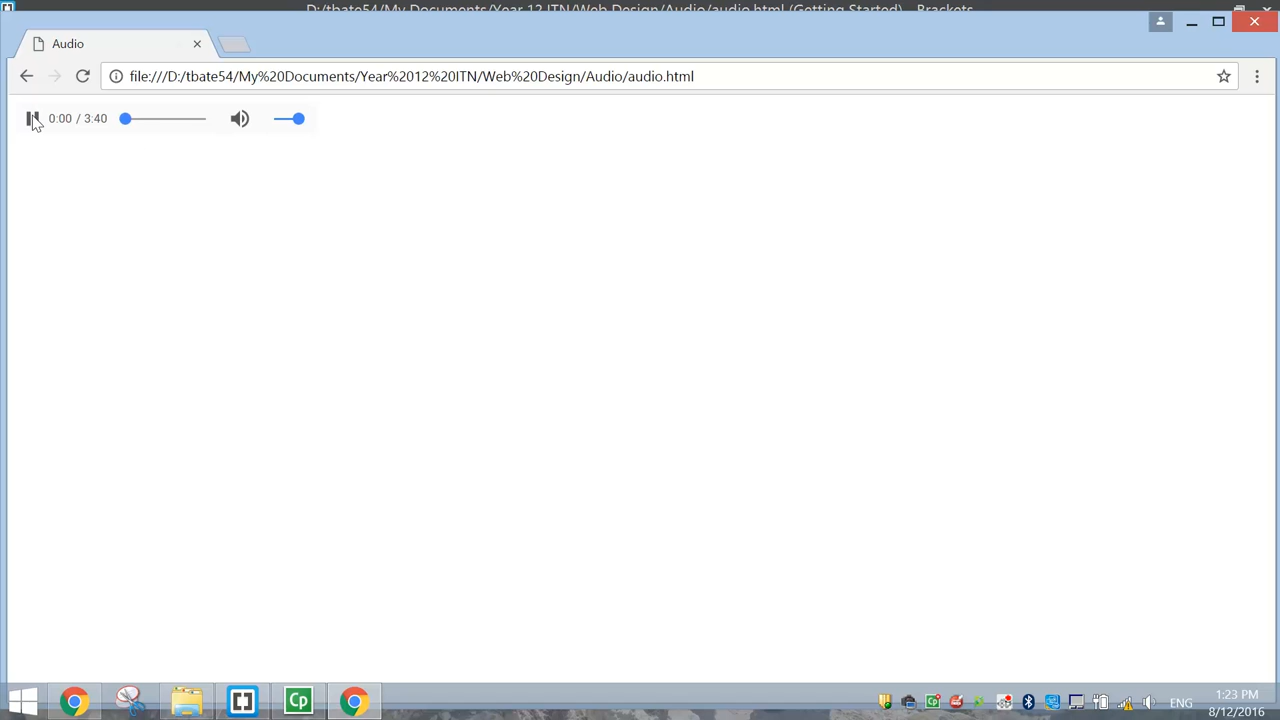 D:/tbate54/My Documents/Year 12 ITN/Web Design/Audio/audio.html (Getting Started) - Brackets
Audio
file:///D:/tbate54/My%20Documents/Year%2012%20ITN/Web%20Design/Audio/audio.html
0:00 / 3:40
Cp
ENG
1:23 PM
8/12/2016